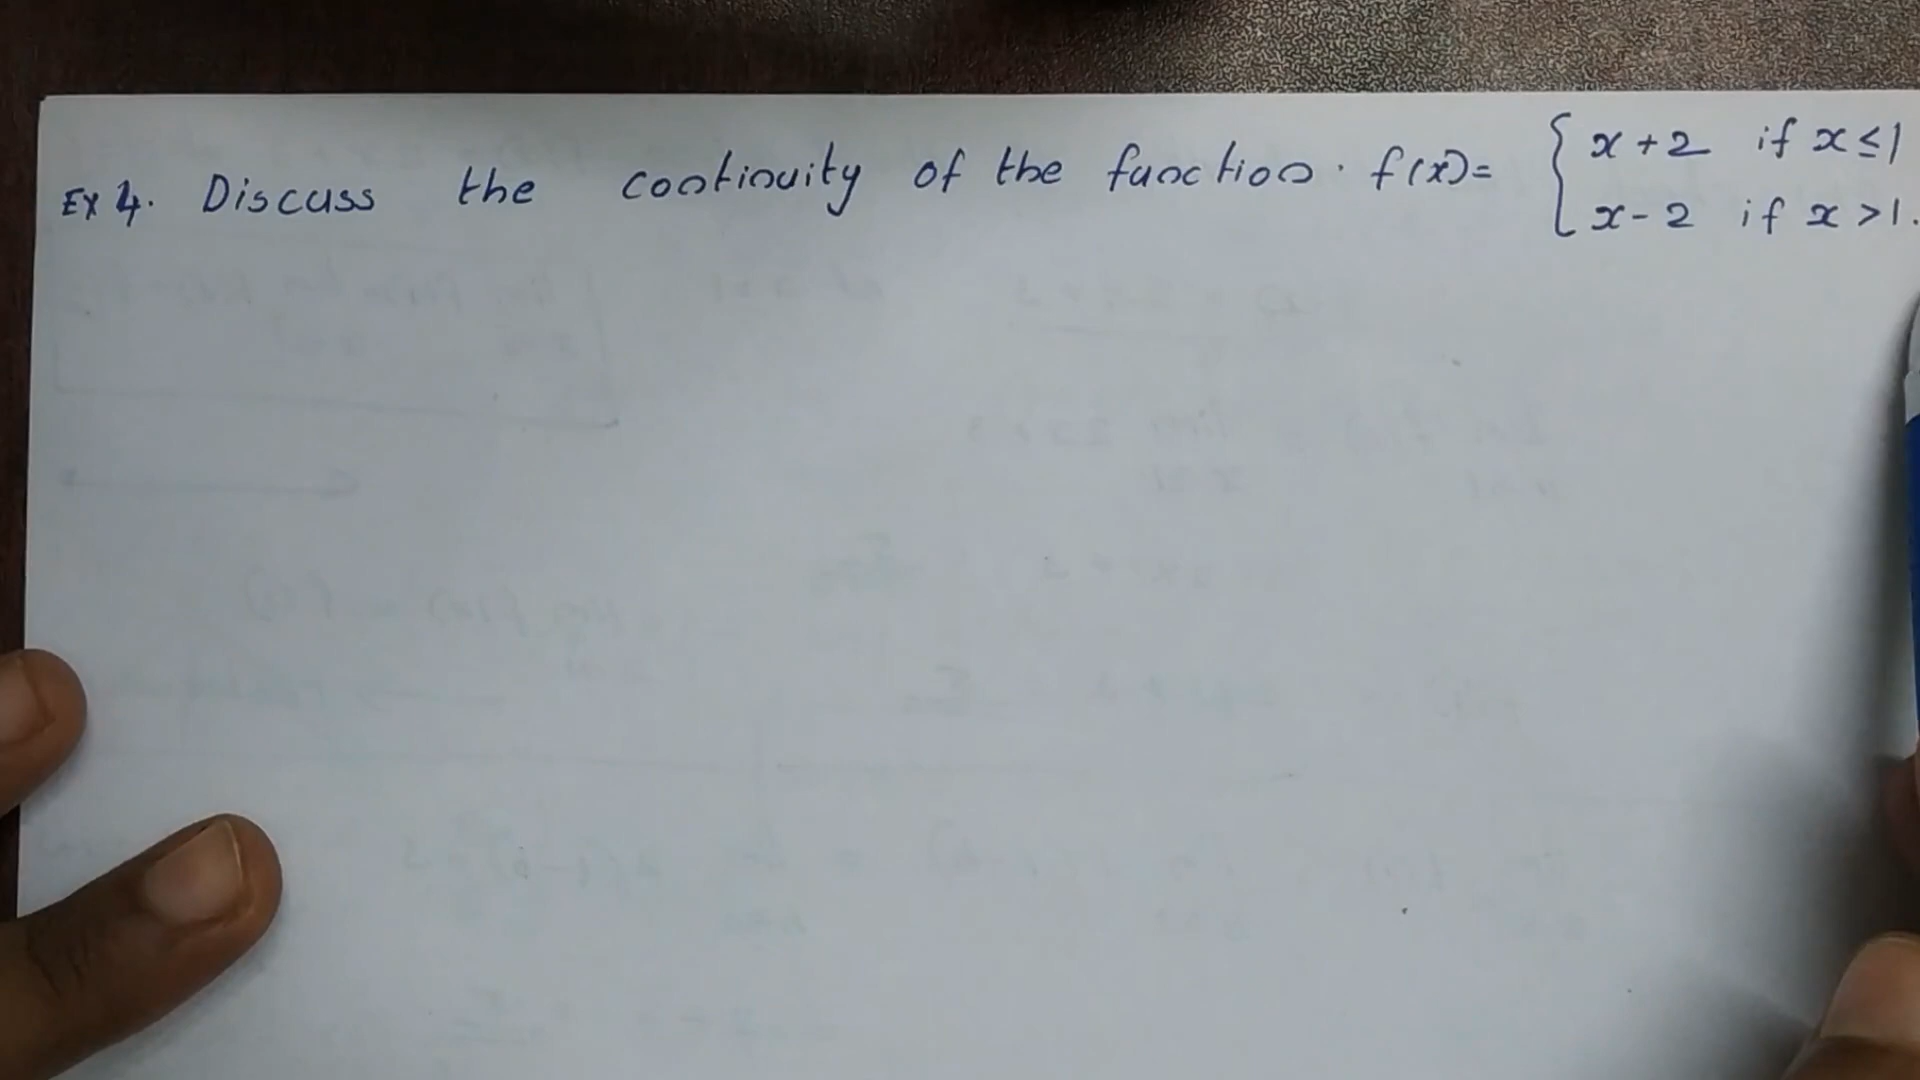 Ex 4. Discuss the continuity of the function. f(x)= { x+2 if x≤1
x-2 if x>1.